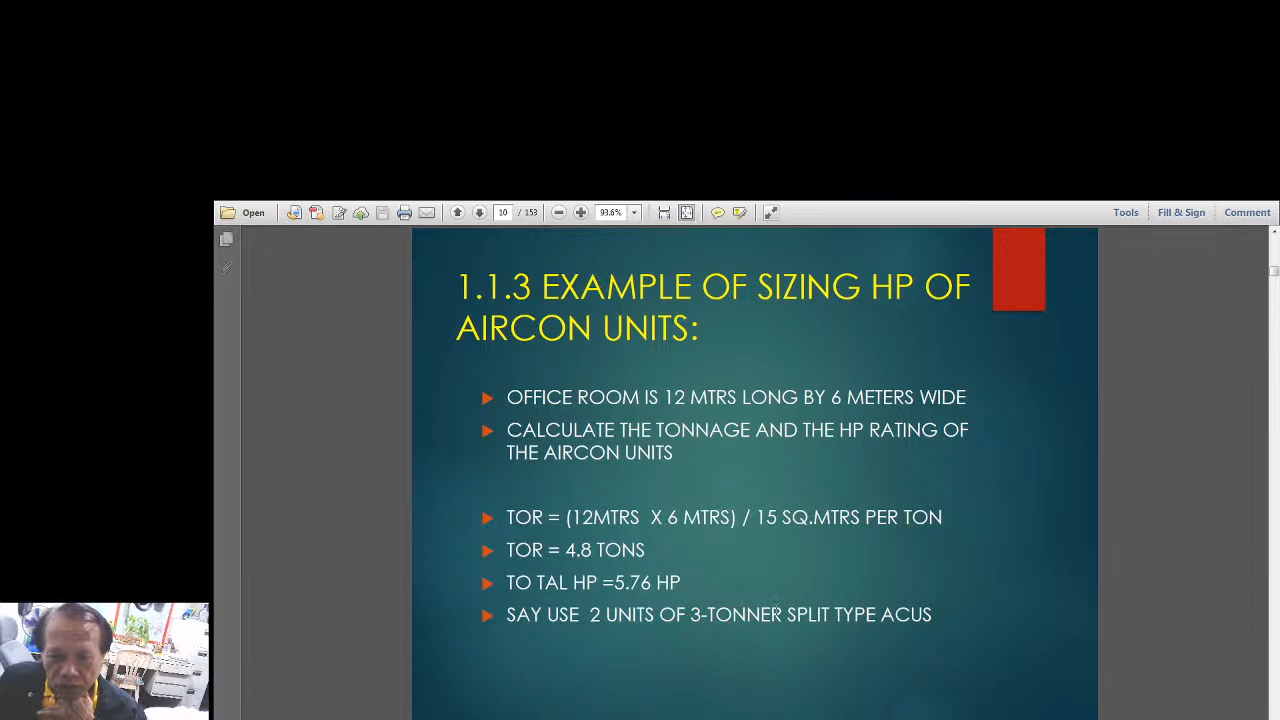 Open
10 / 153
93.6%
Tools
Fill & Sign
Comment
1.1.3 EXAMPLE OF SIZING HP OF
AIRCON UNITS:
OFFICE ROOM IS 12 MTRS LONG BY 6 METERS WIDE
CALCULATE THE TONNAGE AND THE HP RATING OF
THE AIRCON UNITS
TOR = (12MTRS X 6 MTRS) / 15 SQ.MTRS PER TON
TOR = 4.8 TONS
TO TAL HP =5.76 HP
SAY USE 2 UNITS OF 3-TONNER SPLIT TYPE ACUS